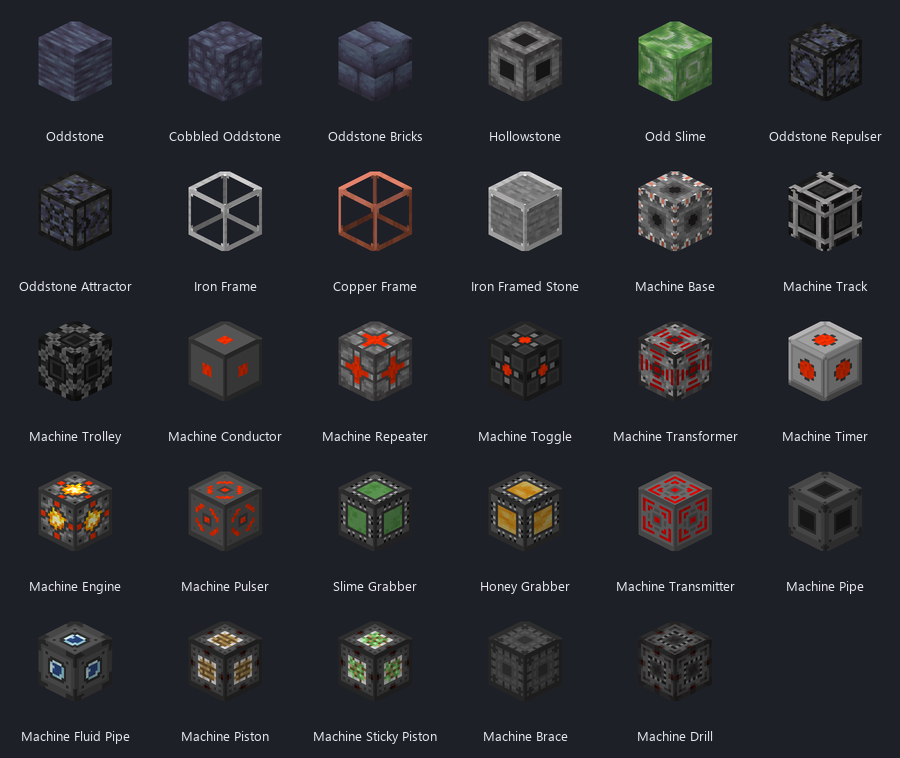 Oddstone
Cobbled Oddstone
Oddstone Bricks
Hollowstone
Odd Slime
Oddstone Repulser
Oddstone Attractor
Iron Frame
Copper Frame
Iron Framed Stone
Machine Base
Machine Track
Machine Trolley
Machine Conductor
Machine Repeater
Machine Toggle
Machine Transformer
Machine Timer
Machine Engine
Machine Pulser
Slime Grabber
Honey Grabber
Machine Transmitter
Machine Pipe
Machine Fluid Pipe
Machine Piston
Machine Sticky Piston
Machine Brace
Machine Drill